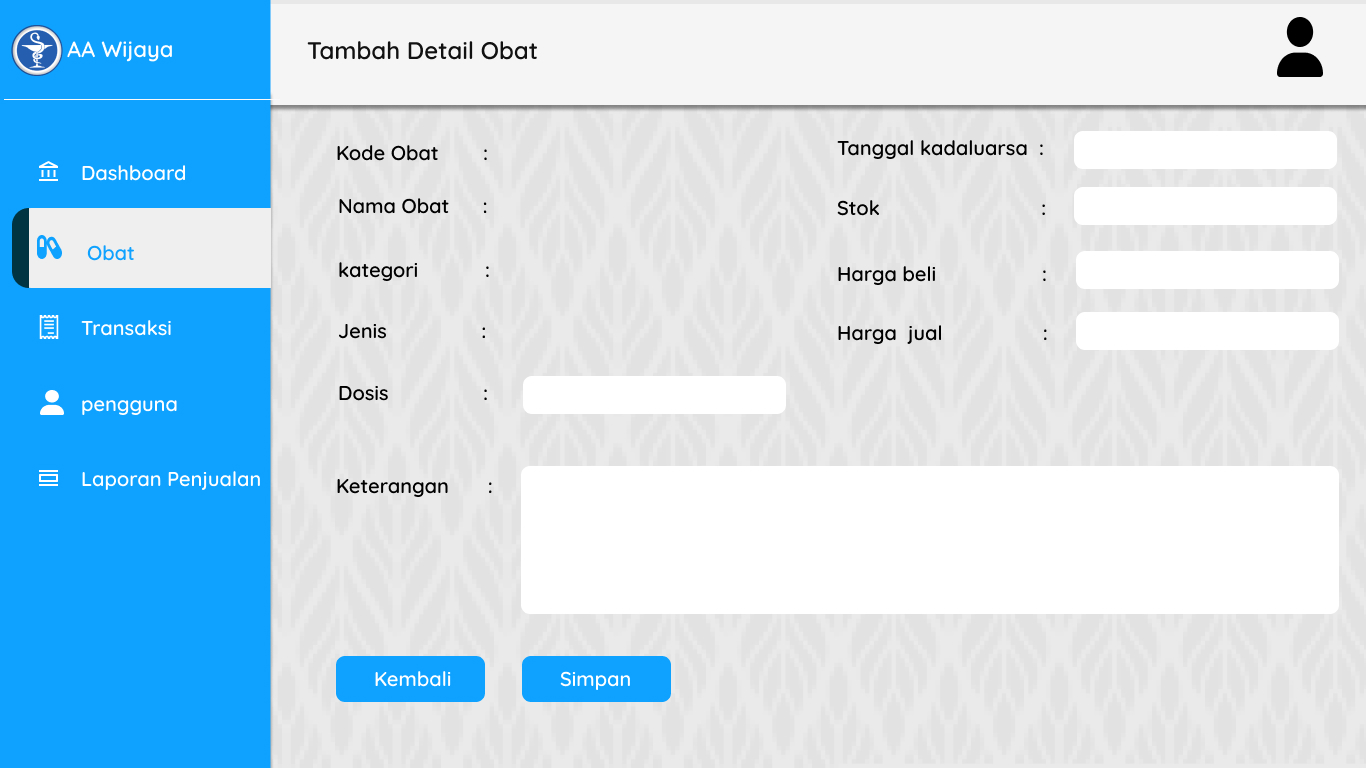 AA Wijaya
Dashboard
Obat
Transaksi
pengguna
Laporan Penjualan
Tambah Detail Obat
Kode Obat :
Nama Obat :
kategori :
Jenis :
Dosis :
Keterangan :
Tanggal kadaluarsa :
Stok :
Harga beli :
Harga jual :
Kembali
Simpan